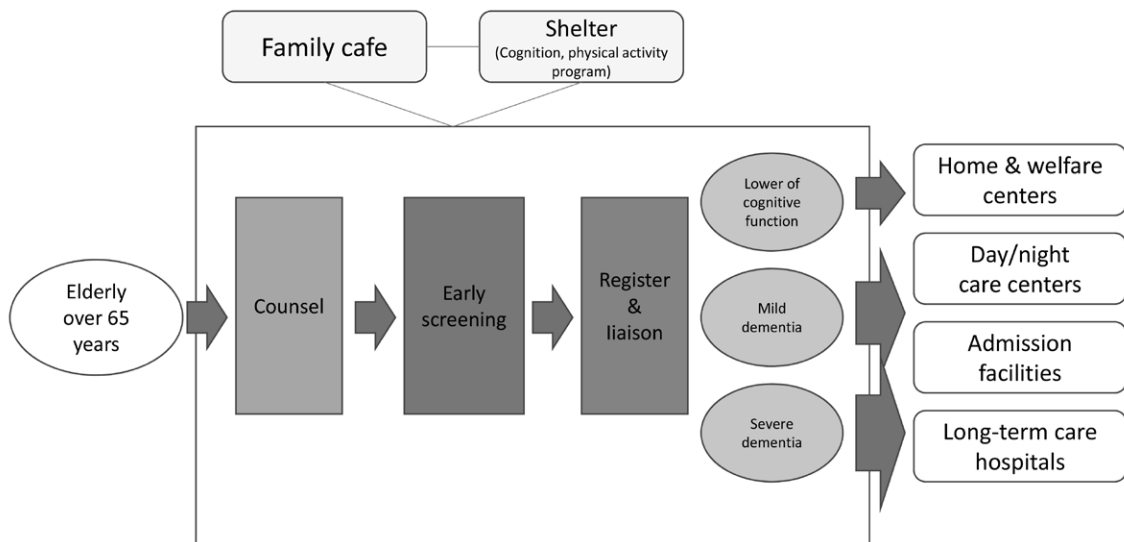 Family cafe
Shelter
(Cognition, physical activity
program)
Elderly
over 65
years
Counsel
Early
screening
Register
&
liaison
Lower of
cognitive
function
Mild
dementia
Severe
dementia
Home & welfare
centers
Day/night
care centers
Admission
facilities
Long-term care
hospitals